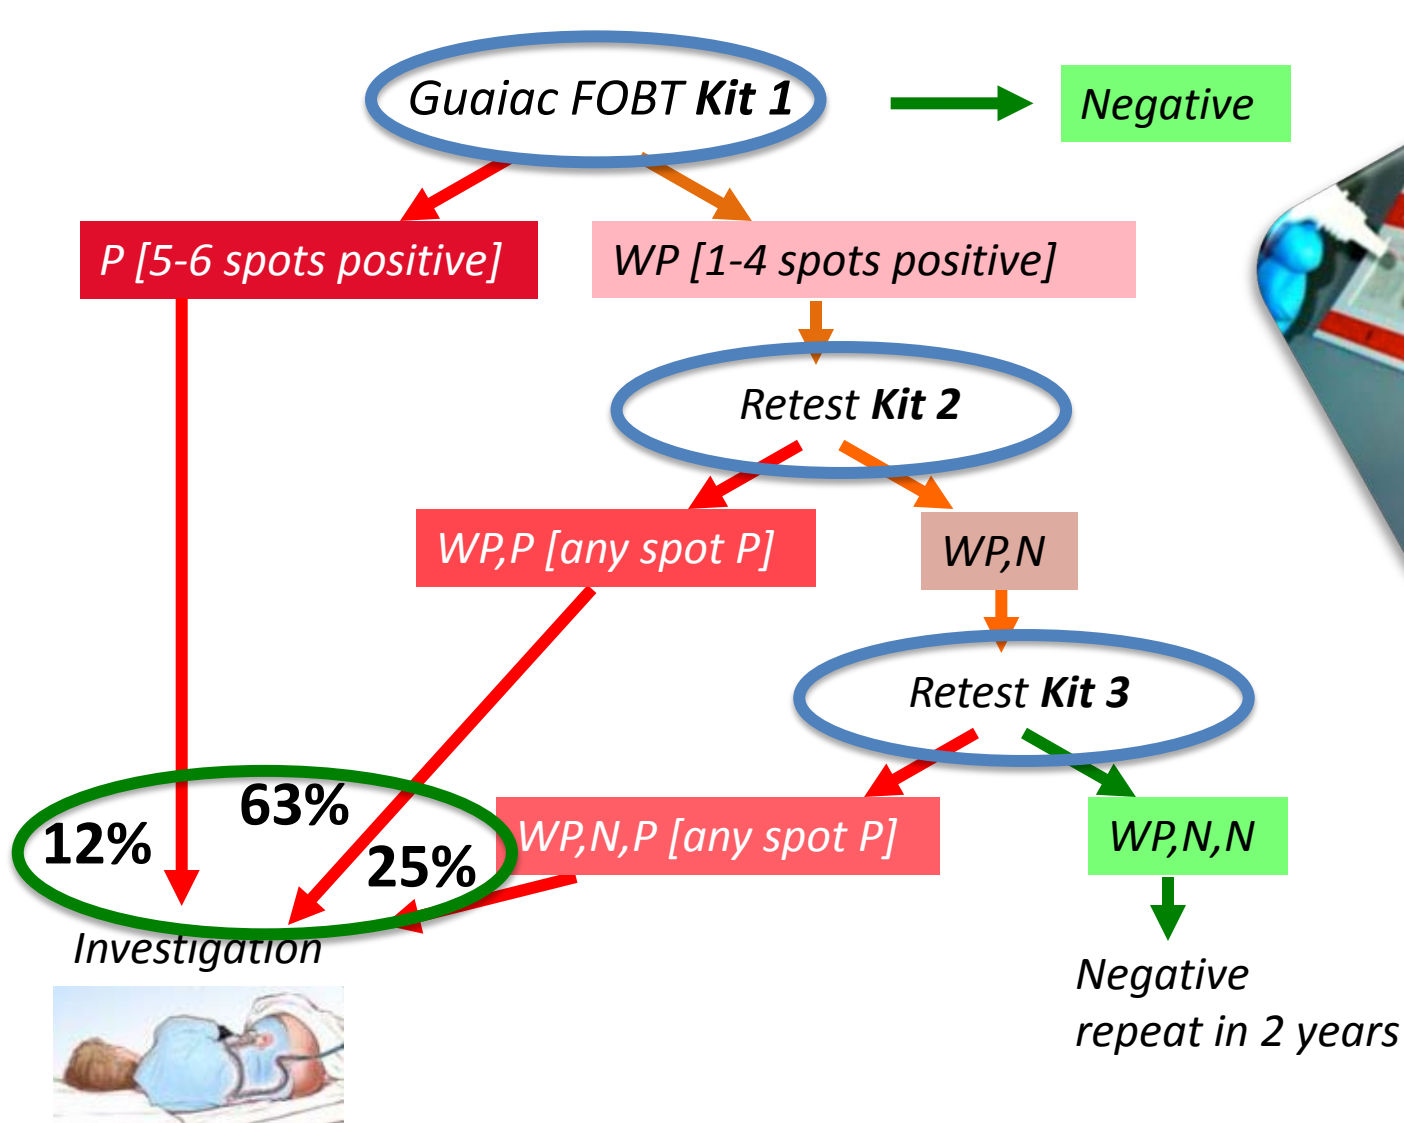 Guaiac FOBT Kit 1
Negative
P [5-6 spots positive]
WP [1-4 spots positive]
Retest Kit 2
WP,P [any spot P]
WP,N
Retest Kit 3
63%
12%
25%
WP,N,P [any spot P]
WP,N,N
Investigation
Negative
repeat in 2 years